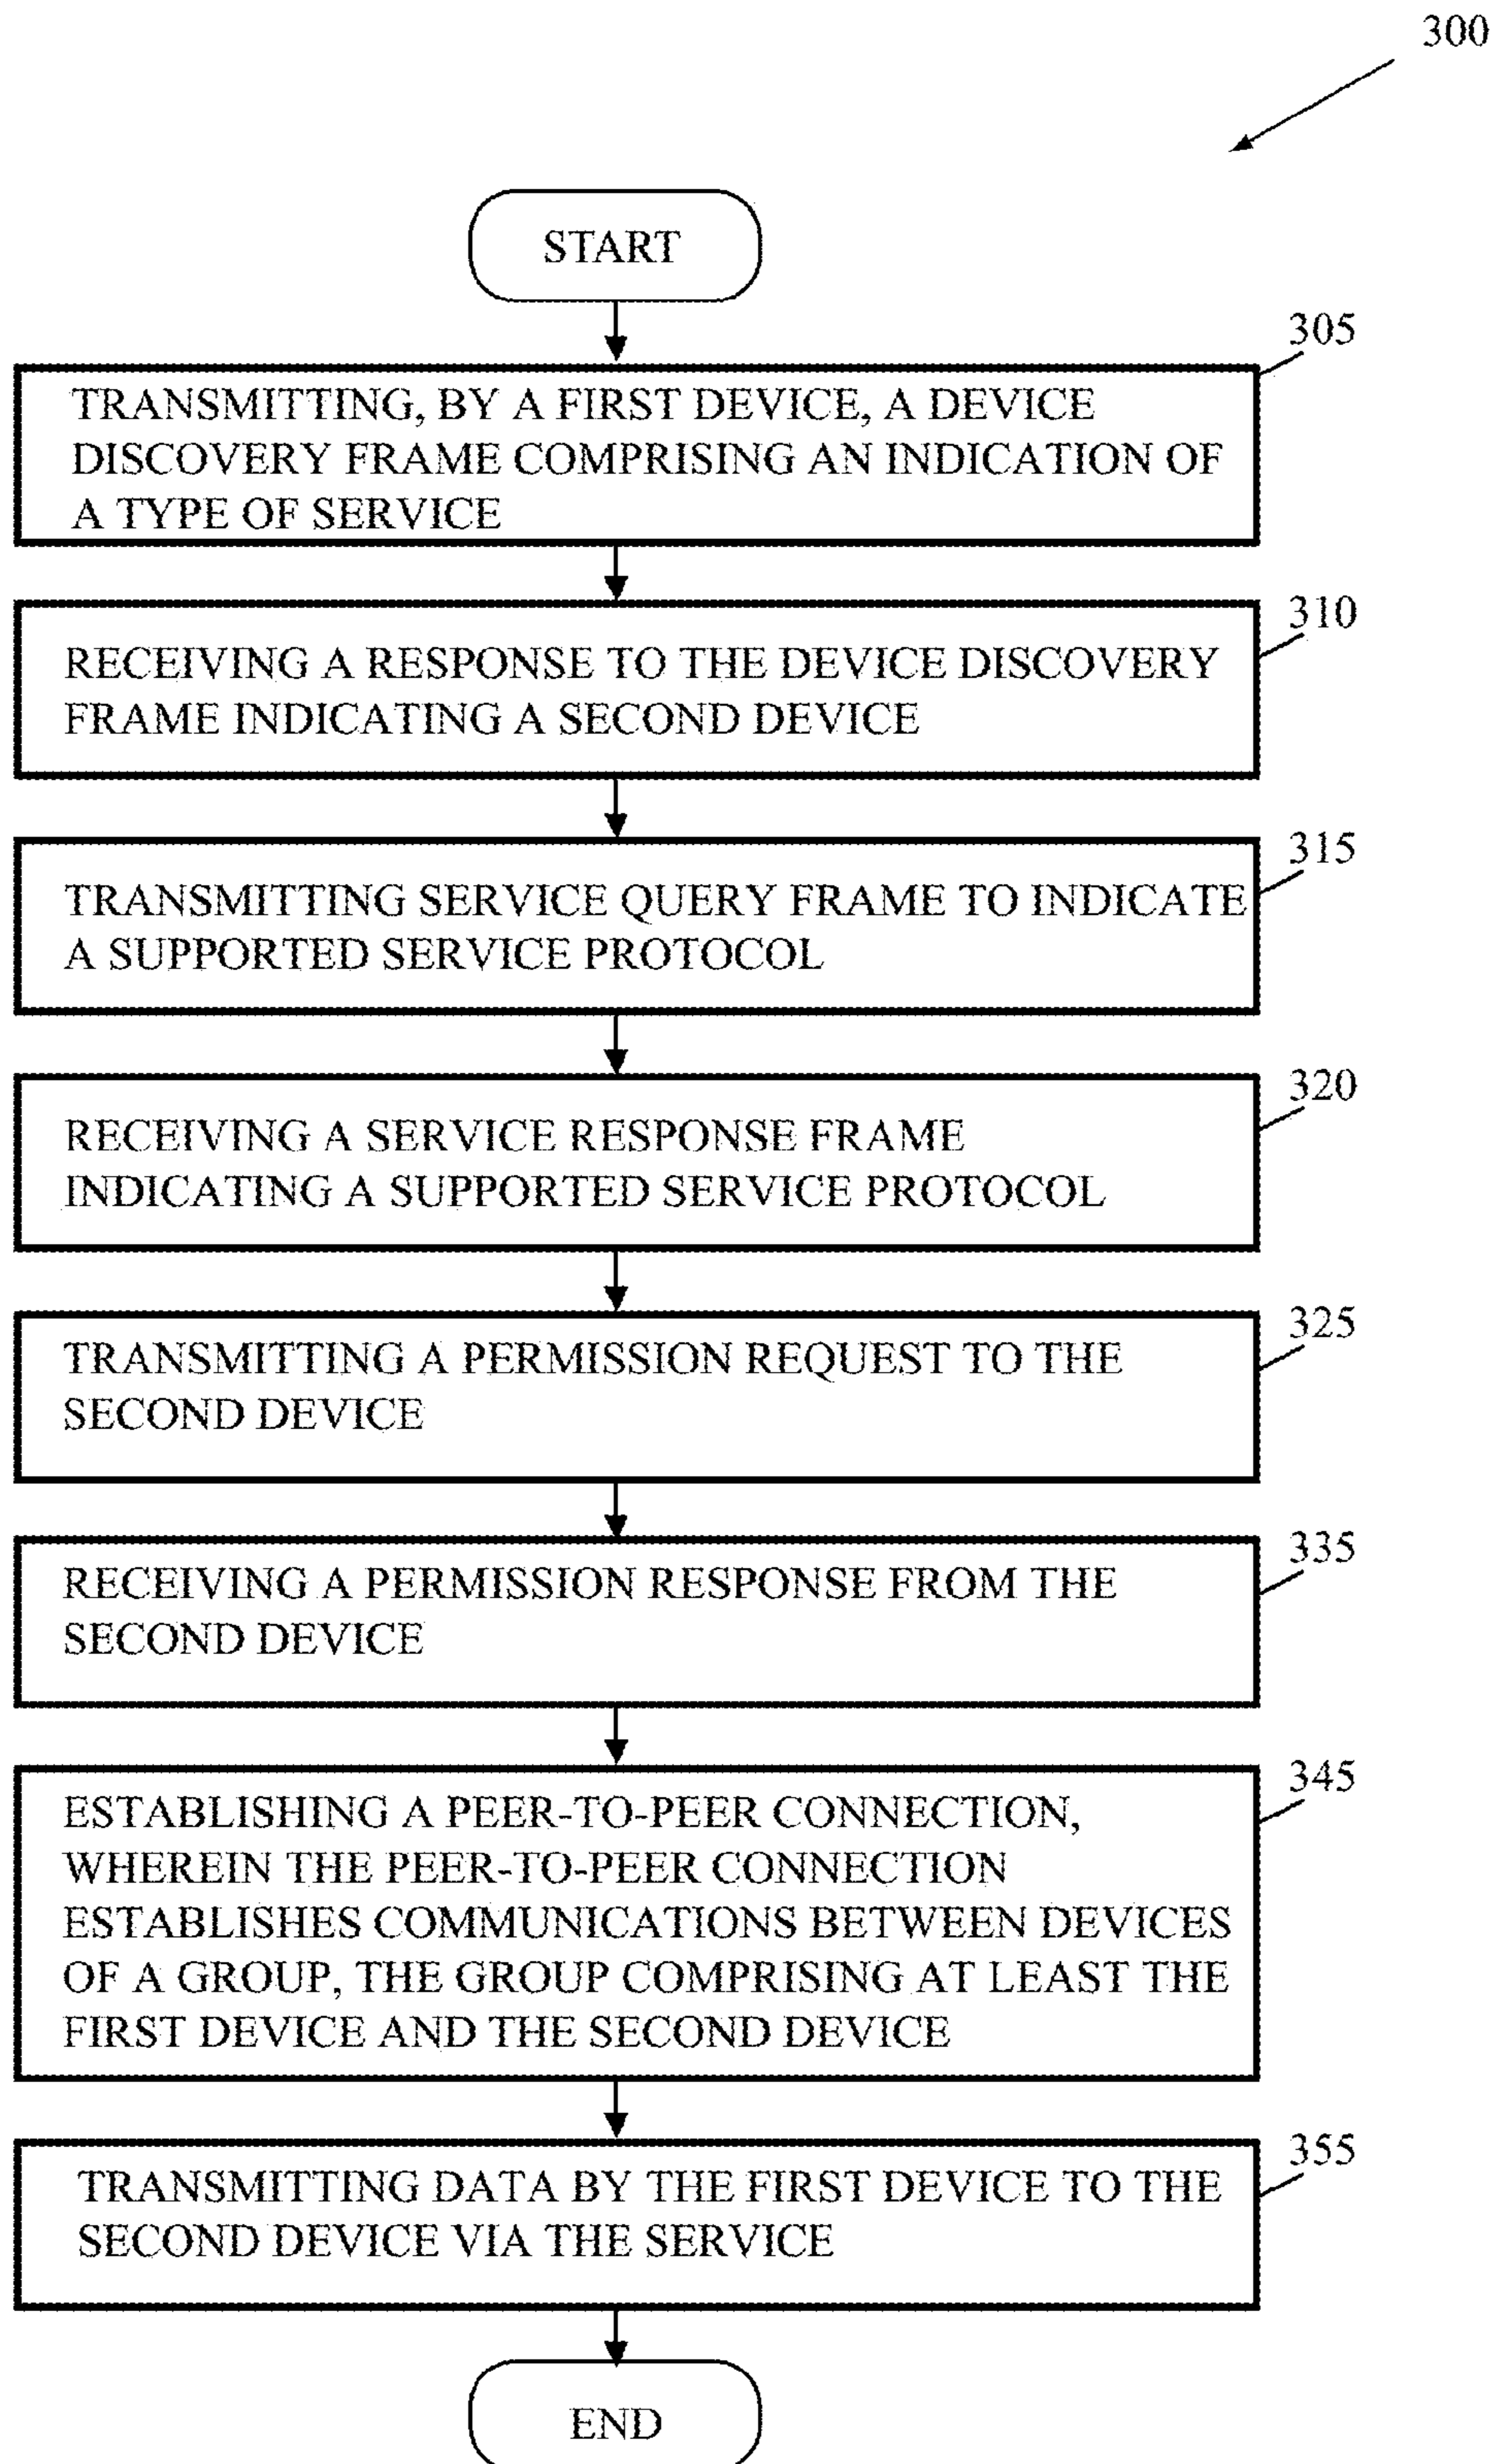 300
START
305
TRANSMITTING, BY A FIRST DEVICE, A DEVICE
DISCOVERY FRAME COMPRISING AN INDICATION OF
A TYPE OF SERVICE
310
RECEIVING A RESPONSE TO THE DEVICE DISCOVERY
FRAME INDICATING A SECOND DEVICE
315
TRANSMITTING SERVICE QUERY FRAME TO INDICATE
A SUPPORTED SERVICE PROTOCOL
320
RECEIVING A SERVICE RESPONSE FRAME
INDICATING A SUPPORTED SERVICE PROTOCOL
325
TRANSMITTING A PERMISSION REQUEST TO THE
SECOND DEVICE
335
RECEIVING A PERMISSION RESPONSE FROM THE
SECOND DEVICE
345
ESTABLISHING A PEER-TO-PEER CONNECTION,
WHEREIN THE PEER-TO-PEER CONNECTION
ESTABLISHES COMMUNICATIONS BETWEEN DEVICES
OF A GROUP, THE GROUP COMPRISING AT LEAST THE
FIRST DEVICE AND THE SECOND DEVICE
355
TRANSMITTING DATA BY THE FIRST DEVICE TO THE
SECOND DEVICE VIA THE SERVICE
END